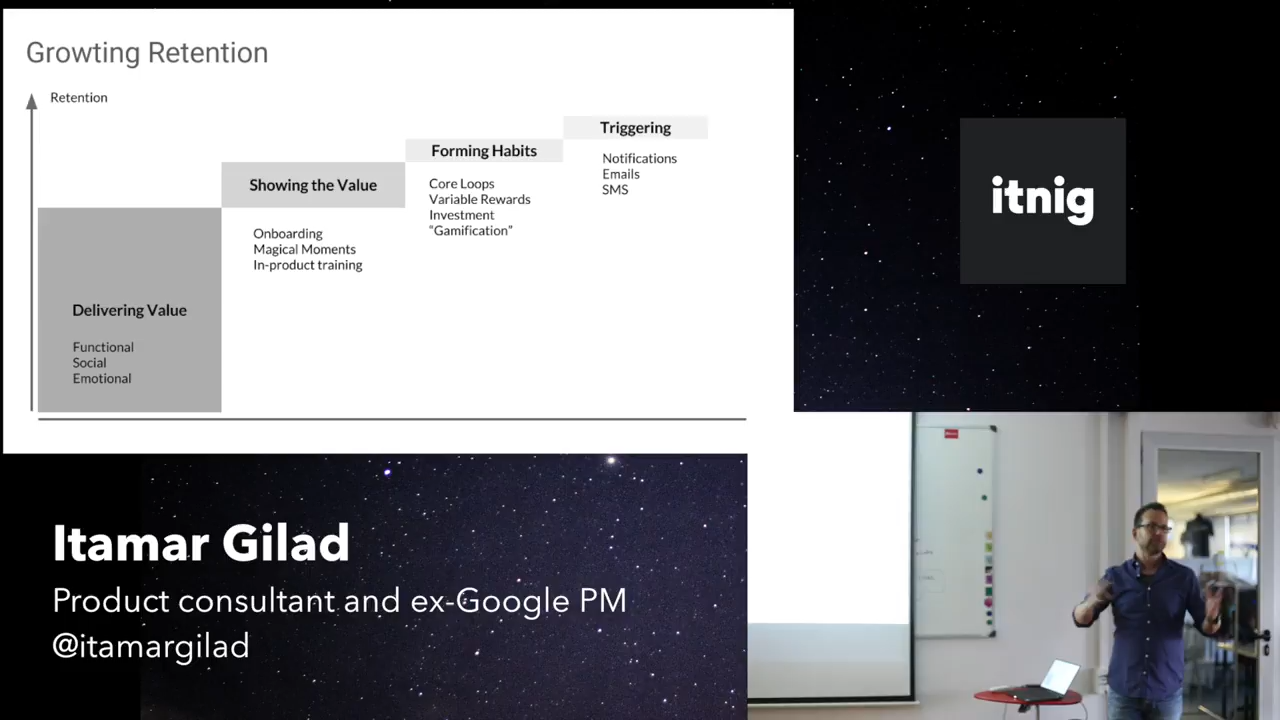 Growting Retention
Retention
Triggering
Notifications
Emails
SMS
Forming Habits
Core Loops
Variable Rewards
Investment
“Gamification”
Showing the Value
Onboarding
Magical Moments
In-product training
Delivering Value
Functional
Social
Emotional
itnig
Itamar Gilad
Product consultant and ex-Google PM
@itamargilad